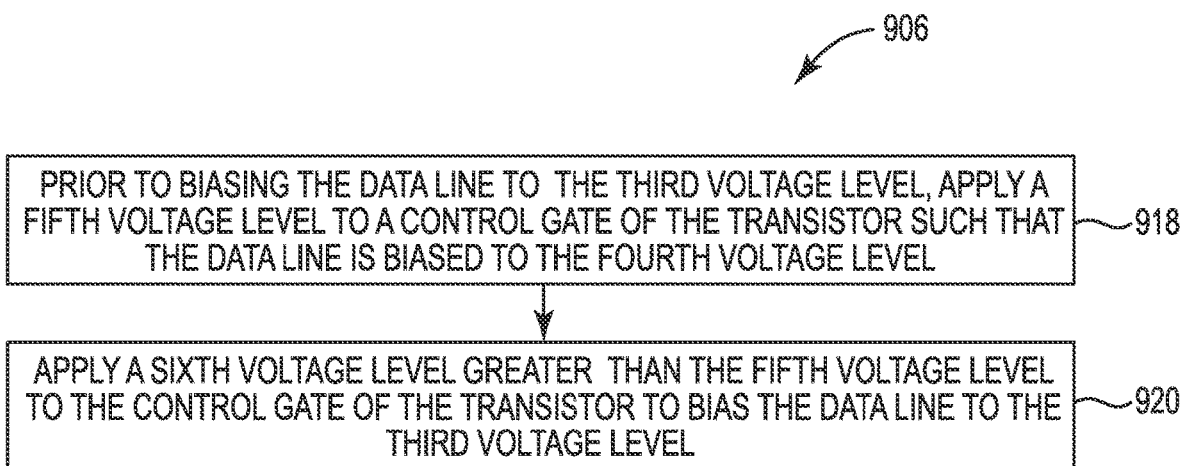 906
PRIOR TO BIASING THE DATA LINE TO THE THIRD VOLTAGE LEVEL, APPLY A
FIFTH VOLTAGE LEVEL TO A CONTROL GATE OF THE TRANSISTOR SUCH THAT
THE DATA LINE IS BIASED TO THE FOURTH VOLTAGE LEVEL
918
APPLY A SIXTH VOLTAGE LEVEL GREATER THAN THE FIFTH VOLTAGE LEVEL
TO THE CONTROL GATE OF THE TRANSISTOR TO BIAS THE DATA LINE TO THE
THIRD VOLTAGE LEVEL
920